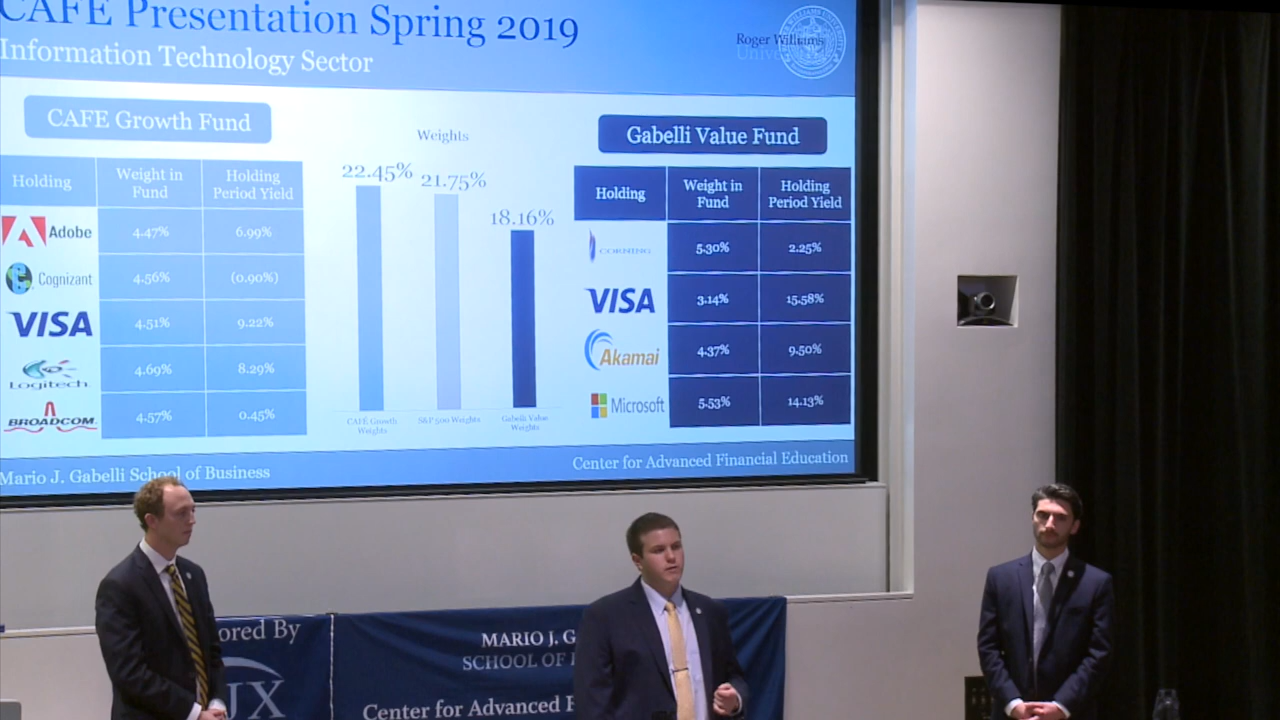 CAFE Presentation Spring 2019
Information Technology Sector
Roger Williams
University
CAFE Growth Fund
Holding
Weight in Fund
Holding Period Yield
Adobe
4.47%
6.99%
Cognizant
4.56%
(0.90%)
VISA
4.51%
9.22%
Logitech
4.69%
8.29%
BROADCOM
4.57%
0.45%
Weights
22.45%
21.75%
18.16%
CAFÉ Growth Weights
S&P 500 Weights
Gabelli Value Weights
Gabelli Value Fund
Holding
Weight in Fund
Holding Period Yield
CORNING
5.30%
2.25%
VISA
3.14%
15.58%
Akamai
4.37%
9.50%
Microsoft
5.53%
14.13%
Mario J. Gabelli School of Business
Center for Advanced Financial Education
ored By
JX
MARIO J. G
SCHOOL OF
Center for Advanced F